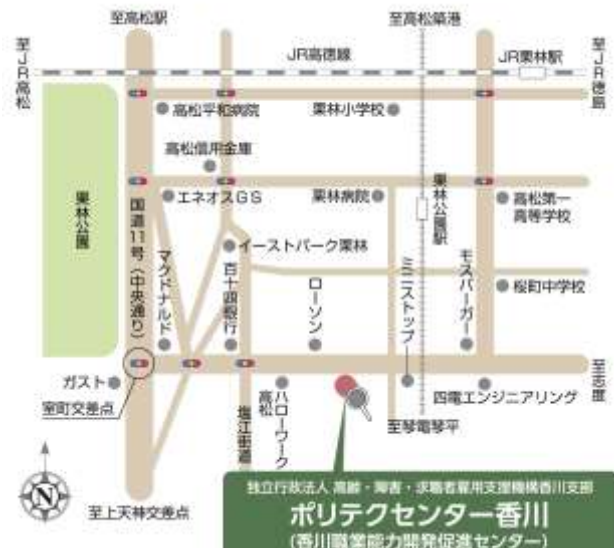 至高松駅
至高松築港
至JR高松
JR高徳線
JR栗林駅
至JR徳島
高松平和病院
栗林小学校
高松信用金庫
栗林公園
エネオスGS
栗林病院
栗林公園駅
高松第一
高等学校
国道11号(中央通り)
イーストパーク栗林
マクドナルド
百十四銀行
ローソン
ミニストップ
モスバーガー
桜町中学校
ガスト
室町交差点
ハローワーク
高松
塩江街道
四電エンジニアリング
至志度
至琴電琴平
N
至上天神交差点
独立行政法人 高齢・障害・求職者雇用支援機構香川支部
ポリテクセンター香川
(香川職業能力開発促進センター)